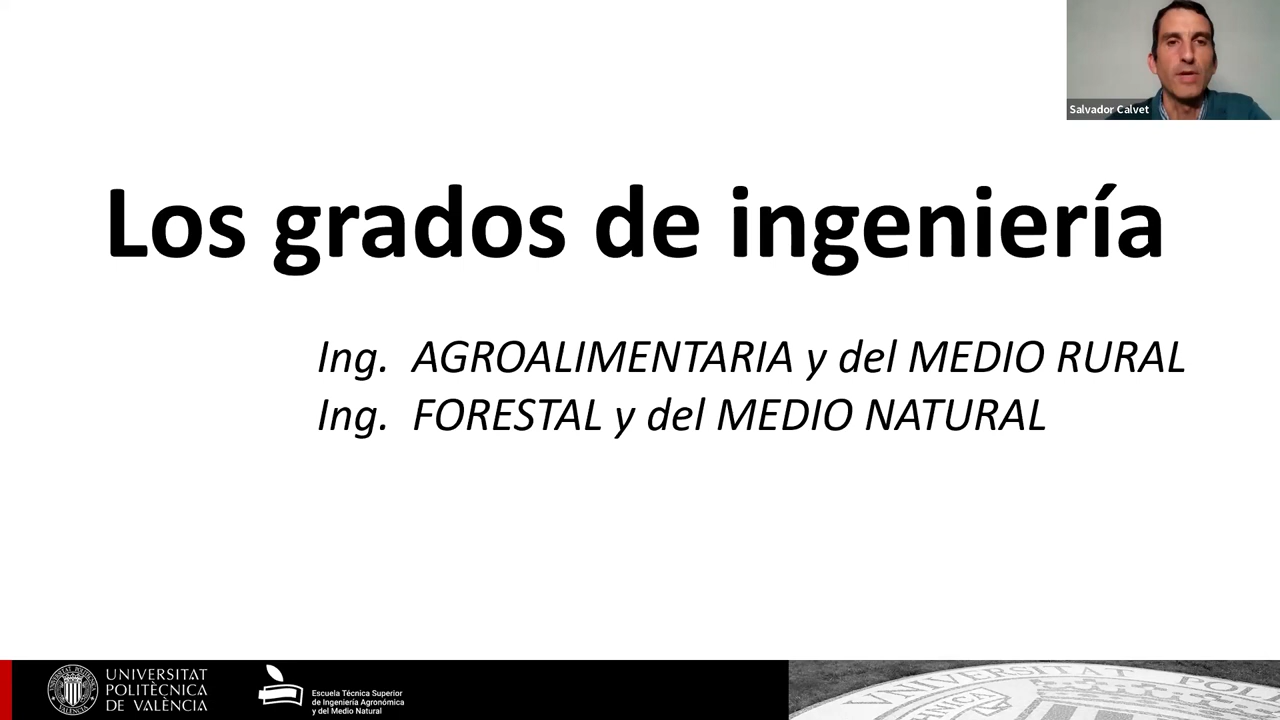 Salvador Calvet
Los grados de ingeniería
Ing. AGROALIMENTARIA y del MEDIO RURAL
Ing. FORESTAL y del MEDIO NATURAL
UNIVERSITAT
POLITÈCNICA
DE VALÈNCIA
Escuela Técnica Superior
de Ingeniería Agronómica
y del Medio Natural